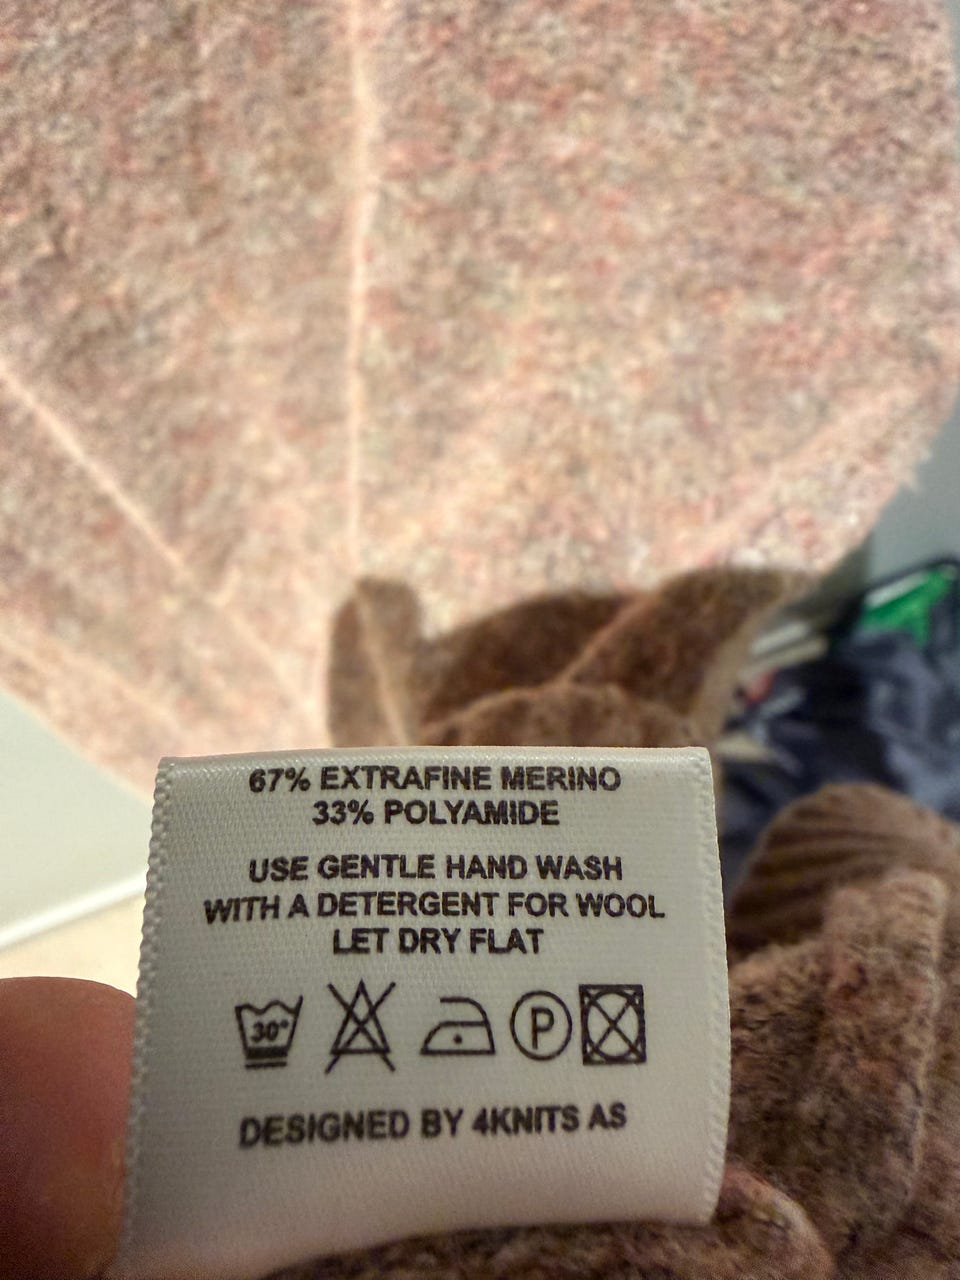 67% EXTRAFINE MERINO
33% POLYAMIDE
USE GENTLE HAND WASH
WITH A DETERGENT FOR WOOL
LET DRY FLAT
30° P
DESIGNED BY 4KNITS AS